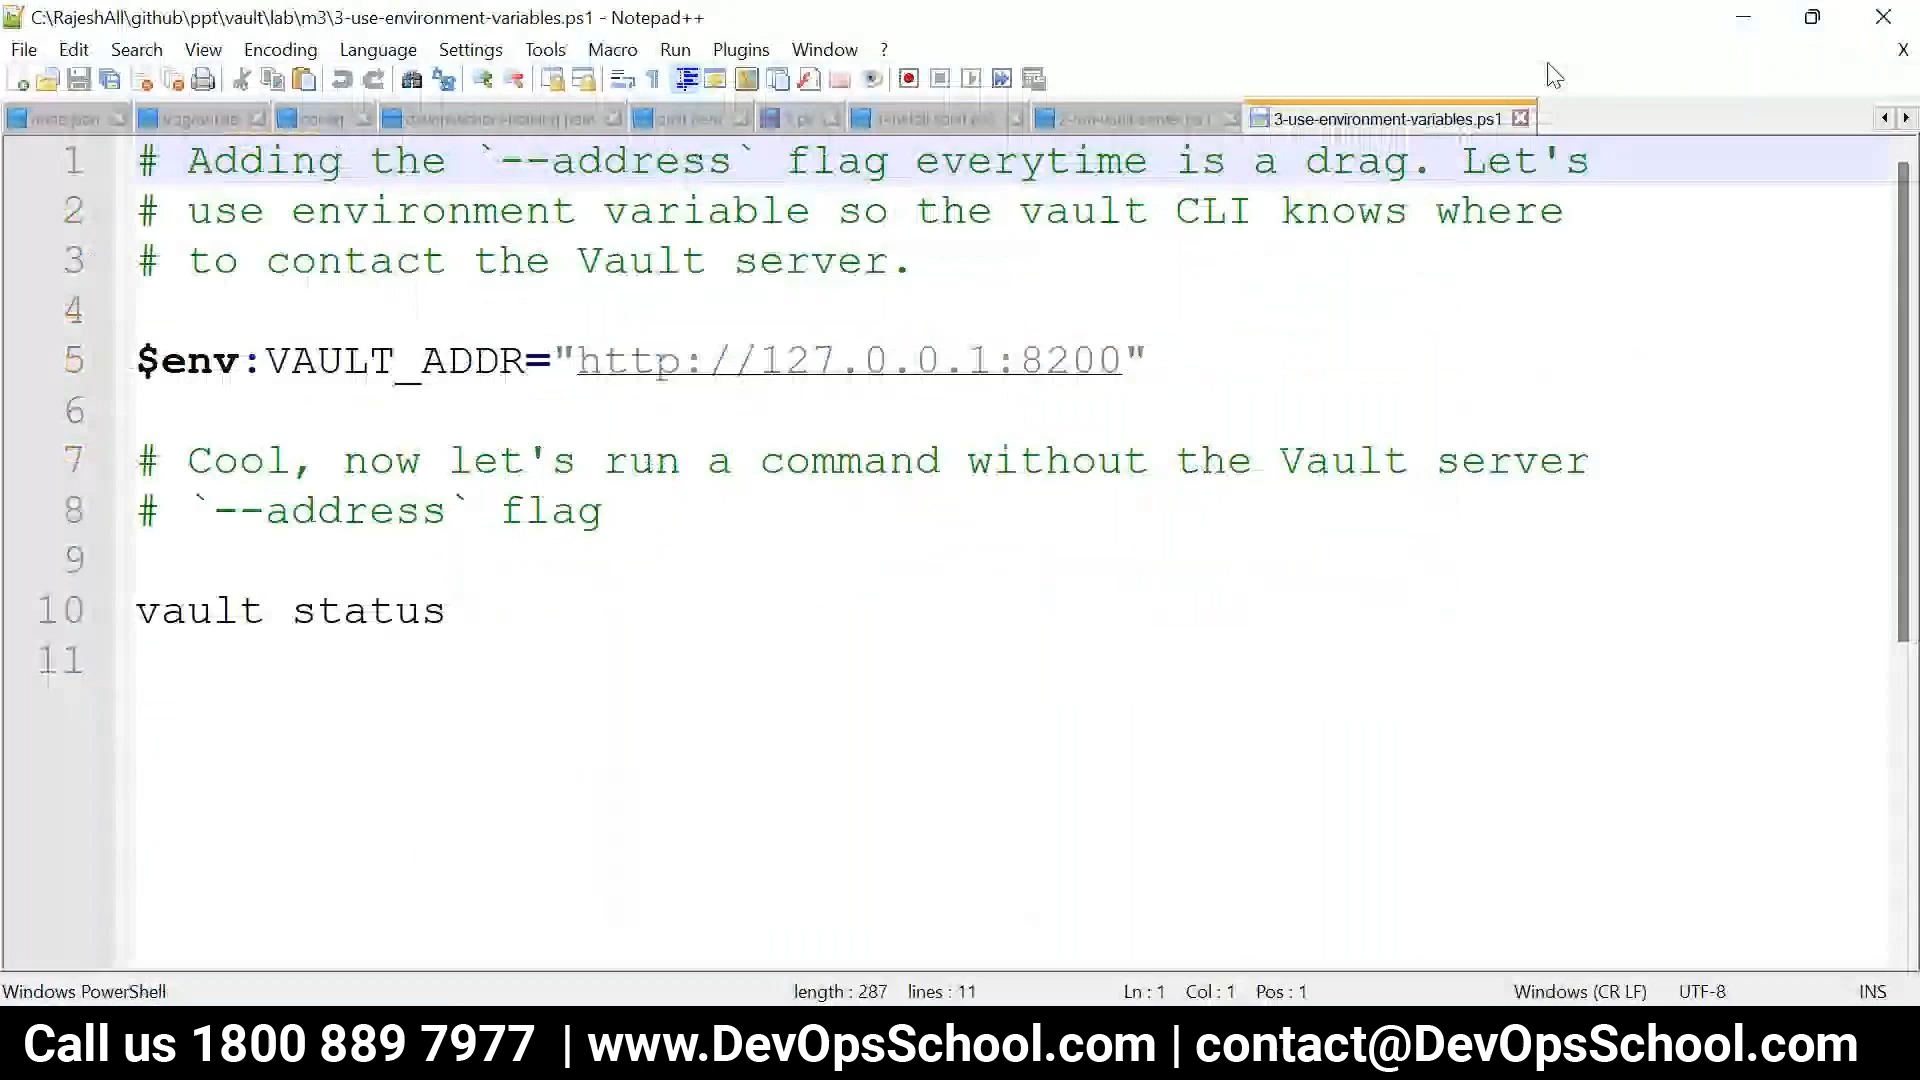 C:\RajeshAll\github\ppt\vault\lab\m3\3-use-environment-variables.ps1 - Notepad++
File Edit Search View Encoding Language Settings Tools Macro Run Plugins Window ? X
3-use-environment-variables.ps1
1 # Adding the `--address` flag everytime is a drag. Let's
2 # use environment variable so the vault CLI knows where
3 # to contact the Vault server.
4
5 $env:VAULT_ADDR="http://127.0.0.1:8200"
6
7 # Cool, now let's run a command without the Vault server
8 # `--address` flag
9
10 vault status
11
Windows PowerShell length : 287 lines : 11 Ln : 1 Col : 1 Pos : 1 Windows (CR LF) UTF-8 INS
Call us 1800 889 7977 | www.DevOpsSchool.com | contact@DevOpsSchool.com